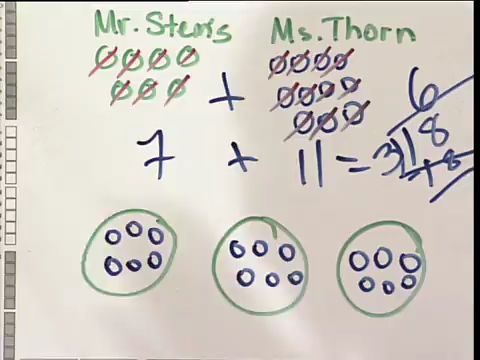 Mr. Sterns Ms. Thorn
+
6
7 + 11 = 3 18
18